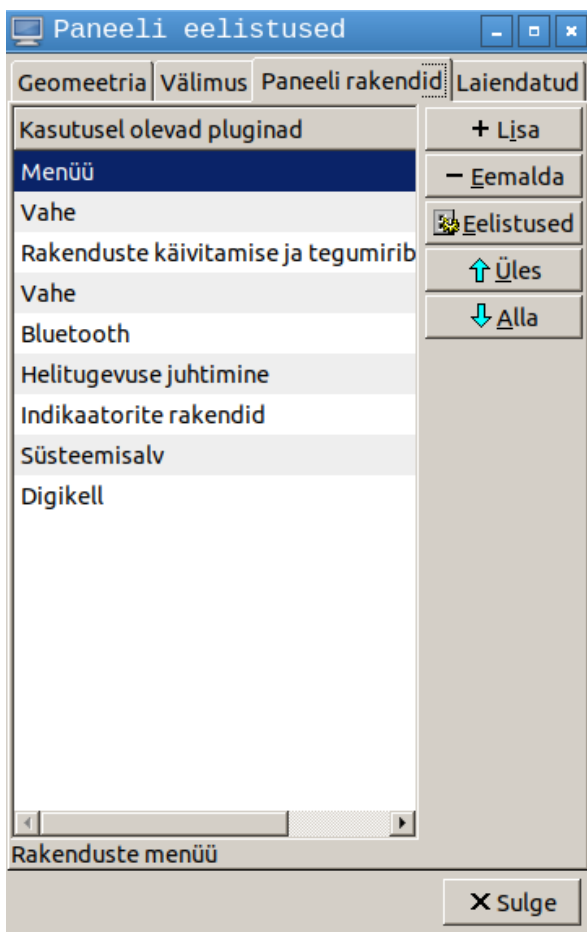 Paneeli eelistused
Geomeetria Välimus Paneeli rakendid Laiendatud
Kasutusel olevad pluginad
Menüü
Vahe
Rakenduste käivitamise ja tegumirib
Vahe
Bluetooth
Helitugevuse juhtimine
Indikaatorite rakendid
Süsteemisalv
Digikell
Lisa
Eemalda
Eelistused
Üles
Alla
Rakenduste menüü
Sulge